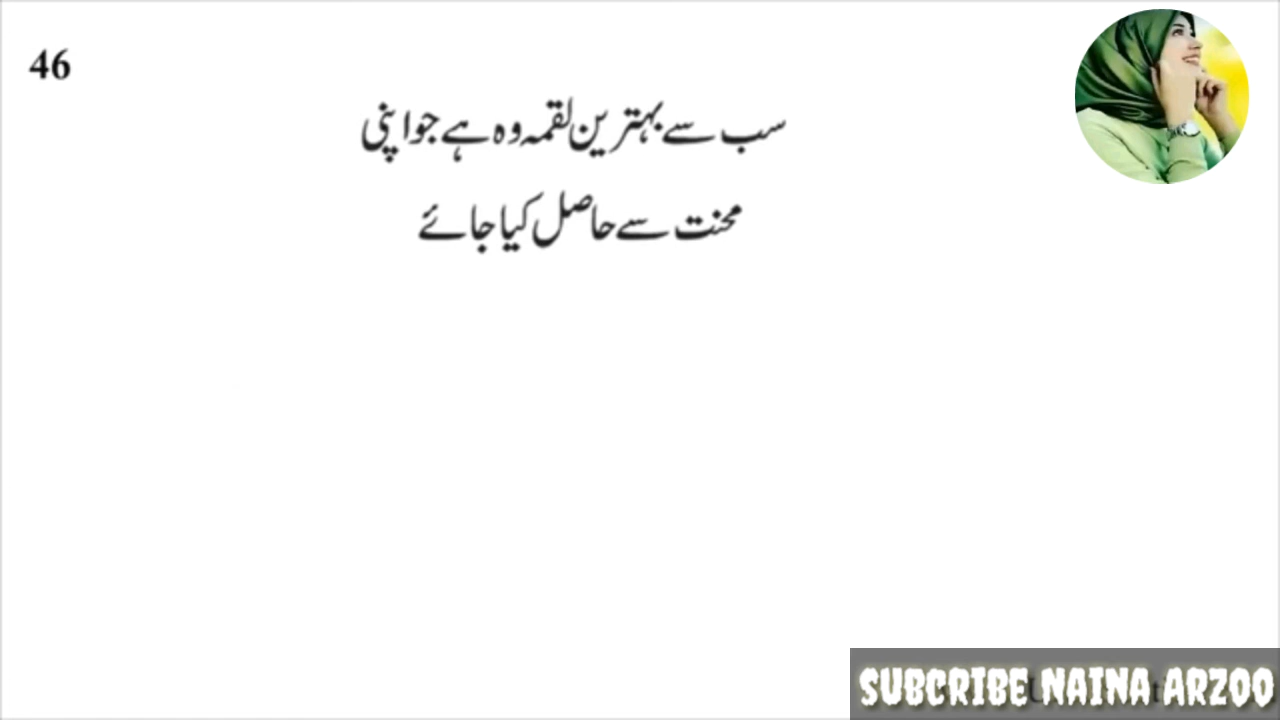 46
سب سے بہترین لقمہ وہ ہے جو اپنی
محنت سے حاصل کیا جائے
SUBCRIBE NAINA ARZOO